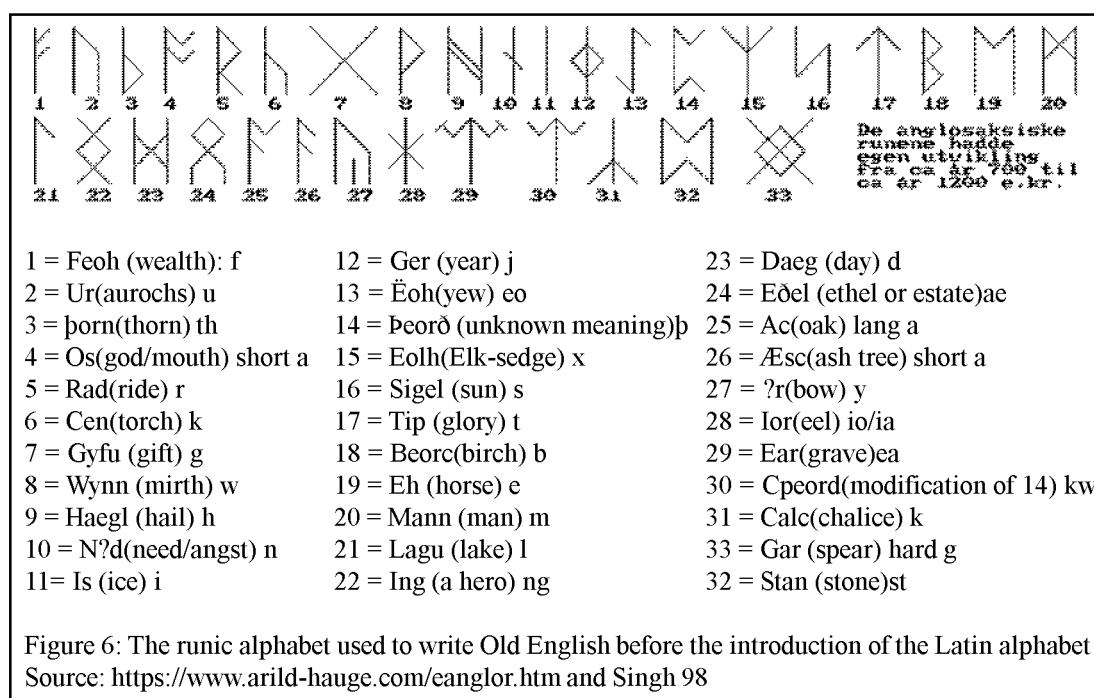 1 2 3 4 5 6 7 8 9 10 11 12 13 14 15 16 17 18 19 20
De anglosaksiske
runene hadde
egen utvikling
fra ca år 700 til
ca år 1200 e.kr.
21 22 23 24 25 26 27 28 29 30 31 32 33
1 = Feoh (wealth): f
2 = Ur(aurochs) u
3 = þorn(thorn) th
4 = Os(god/mouth) short a
5 = Rad(ride) r
6 = Cen(torch) k
7 = Gyfu (gift) g
8 = Wynn (mirth) w
9 = Haegl (hail) h
10 = N?d(need/angst) n
11= Is (ice) i
12 = Ger (year) j
13 = Ëoh(yew) eo
14 = Þeorð (unknown meaning)þ
15 = Eolh(Elk-sedge) x
16 = Sigel (sun) s
17 = Tip (glory) t
18 = Beorc(birch) b
19 = Eh (horse) e
20 = Mann (man) m
21 = Lagu (lake) l
22 = Ing (a hero) ng
23 = Daeg (day) d
24 = Eðel (ethel or estate)ae
25 = Ac(oak) lang a
26 = Æsc(ash tree) short a
27 = ?r(bow) y
28 = Ior(eel) io/ia
29 = Ear(grave)ea
30 = Cpeord(modification of 14) kw
31 = Calc(chalice) k
33 = Gar (spear) hard g
32 = Stan (stone)st
Figure 6: The runic alphabet used to write Old English before the introduction of the Latin alphabet
Source: https://www.arild-hauge.com/eanglor.htm and Singh 98